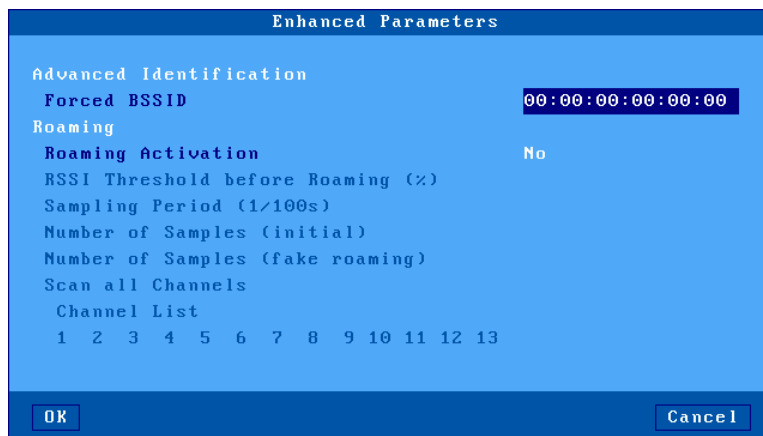 Enhanced Parameters
Advanced Identification
Forced BSSID 00:00:00:00:00:00
Roaming
Roaming Activation No
RSSI Threshold before Roaming (%)
Sampling Period (1/100s)
Number of Samples (initial)
Number of Samples (fake roaming)
Scan all Channels
Channel List
1 2 3 4 5 6 7 8 9 10 11 12 13
OK Cancel